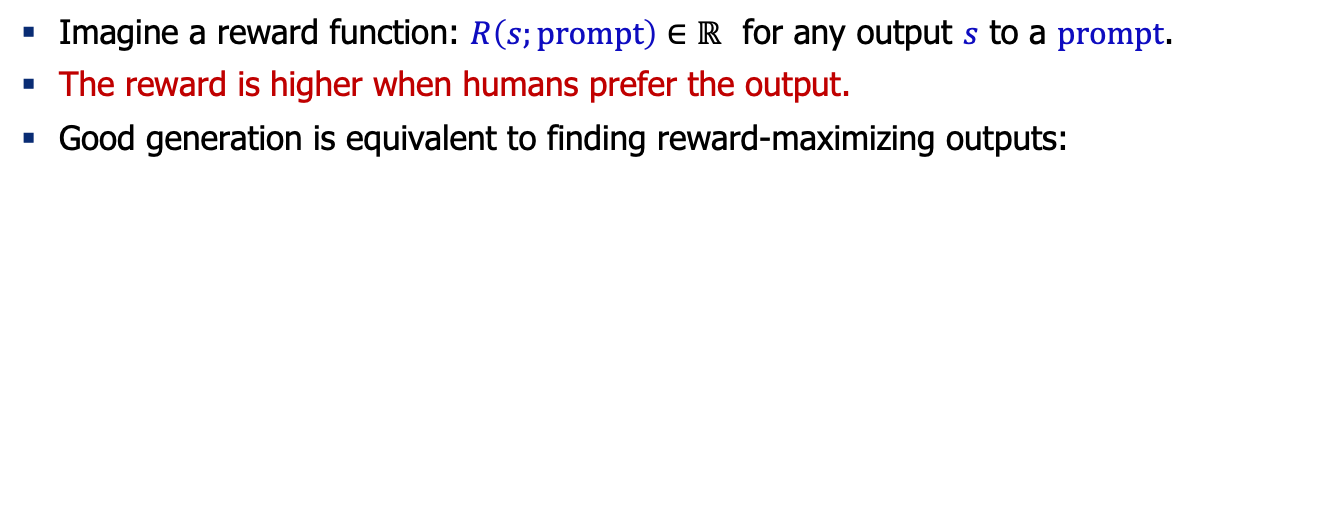 ▪ Imagine a reward function: R(s; prompt) ∈ ℝ for any output s to a prompt.
▪ The reward is higher when humans prefer the output.
▪ Good generation is equivalent to finding reward-maximizing outputs: